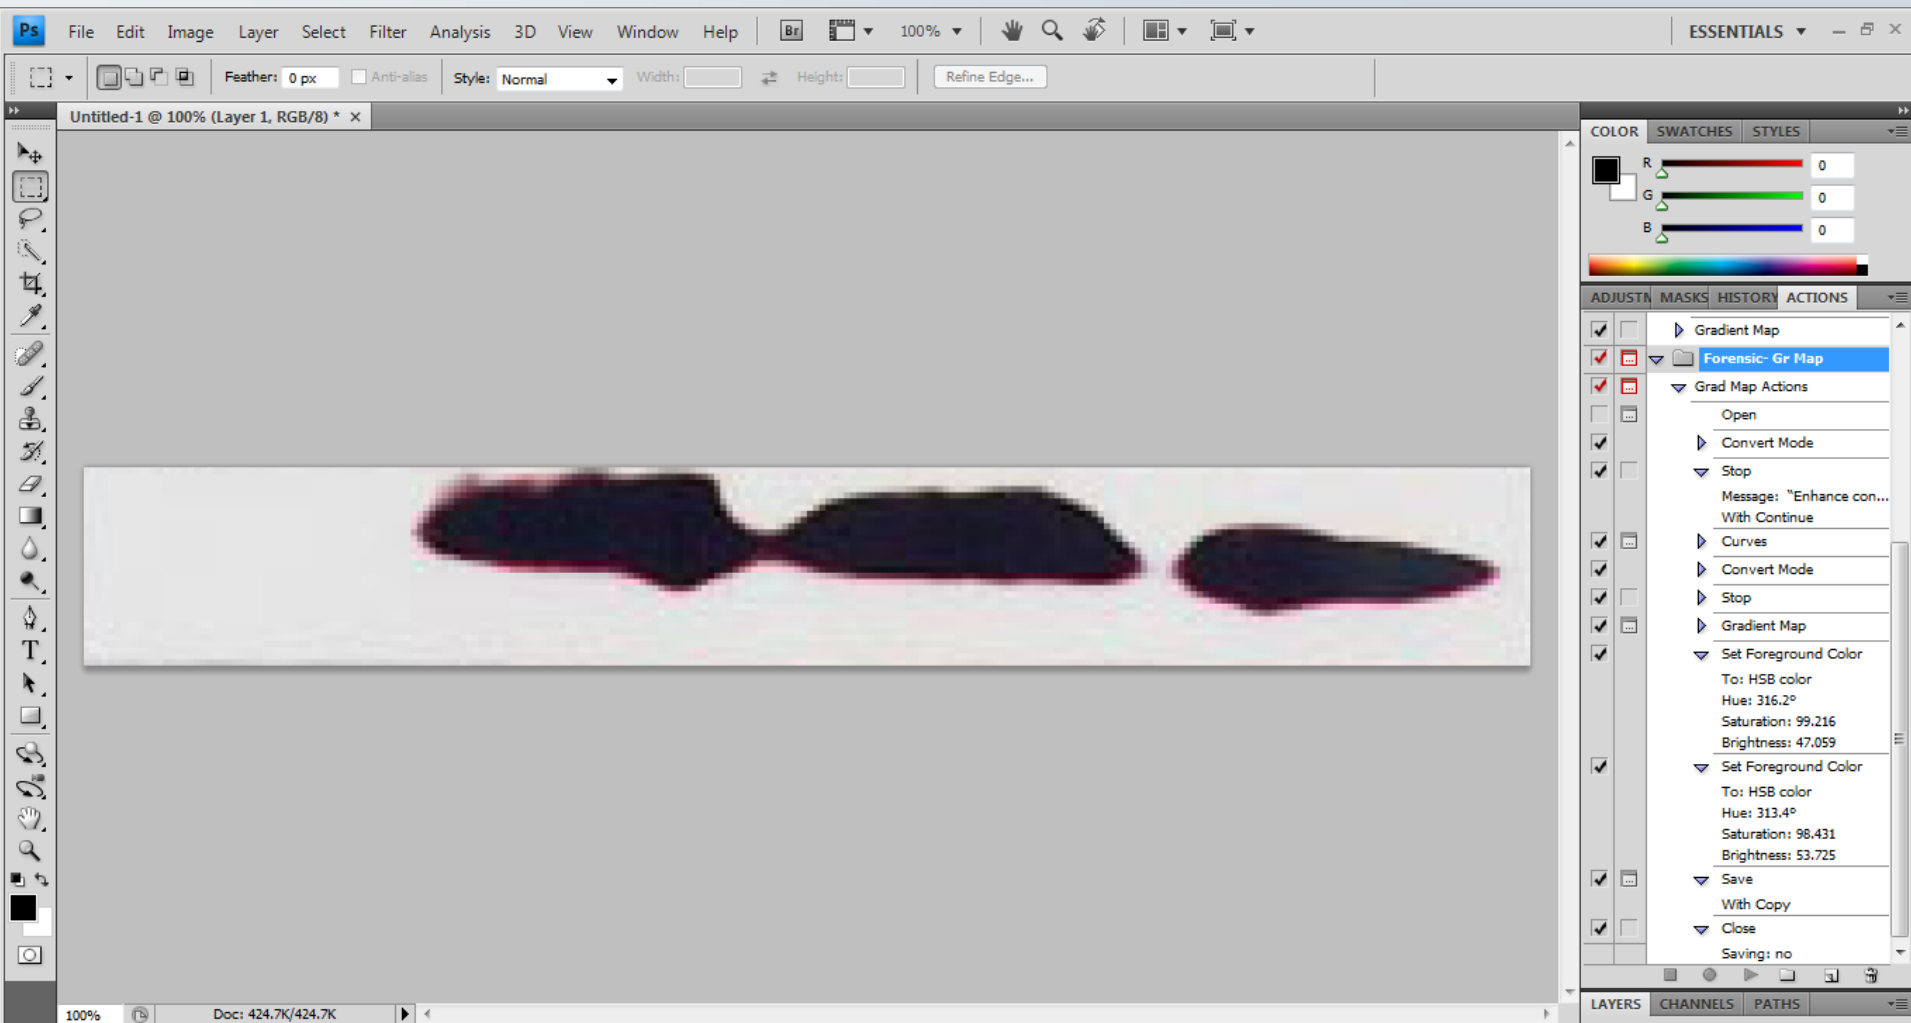 Ps File Edit Image Layer Select Filter Analysis 3D View Window Help Br 100% ESSENTIALS
Feather: 0 px Anti-alias Style: Normal Width: Height: Refine Edge...
Untitled-1 @ 100% (Layer 1, RGB/8) * ×
COLOR SWATCHES STYLES
R 0
G 0
B 0
ADJUSTM MASKS HISTORY ACTIONS
Gradient Map
Forensic- Gr Map
Grad Map Actions
Open
Convert Mode
Stop
Message: "Enhance con...
With Continue
Curves
Convert Mode
Stop
Gradient Map
Set Foreground Color
To: HSB color
Hue: 316.2º
Saturation: 99.216
Brightness: 47.059
Set Foreground Color
To: HSB color
Hue: 313.4º
Saturation: 98.431
Brightness: 53.725
Save
With Copy
Close
Saving: no
T
100% Doc: 424.7K/424.7K
LAYERS CHANNELS PATHS